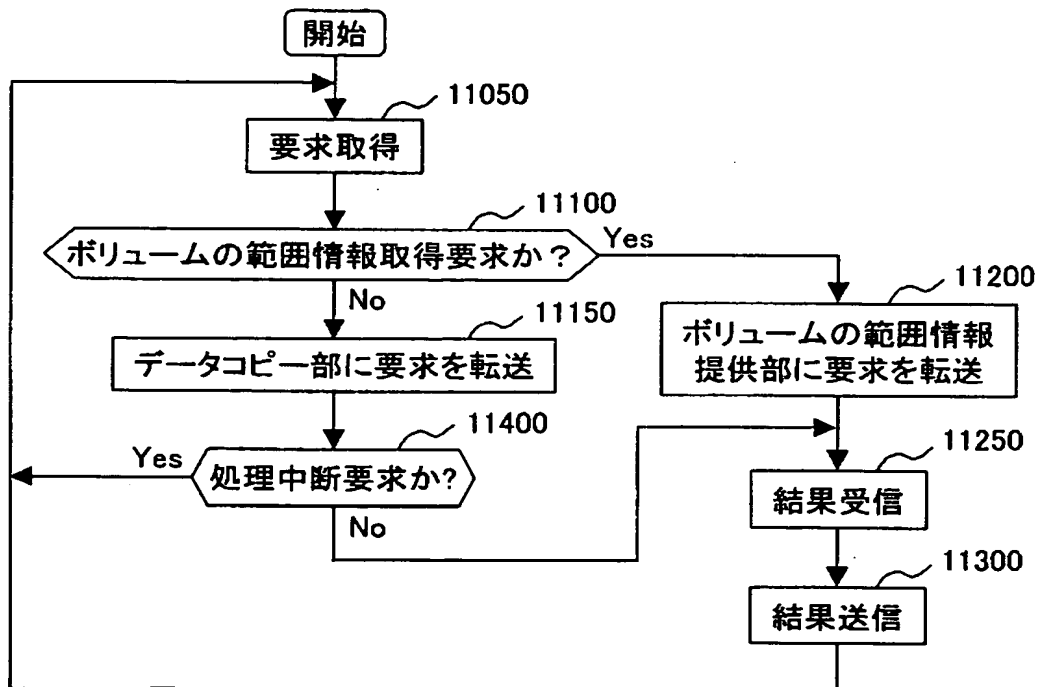 開始
11050
要求取得
11100
ボリュームの範囲情報取得要求か?
Yes
No
11200
ボリュームの範囲情報
提供部に要求を転送
11150
データコピー部に要求を転送
11400
Yes
処理中断要求か?
No
11250
結果受信
11300
結果送信